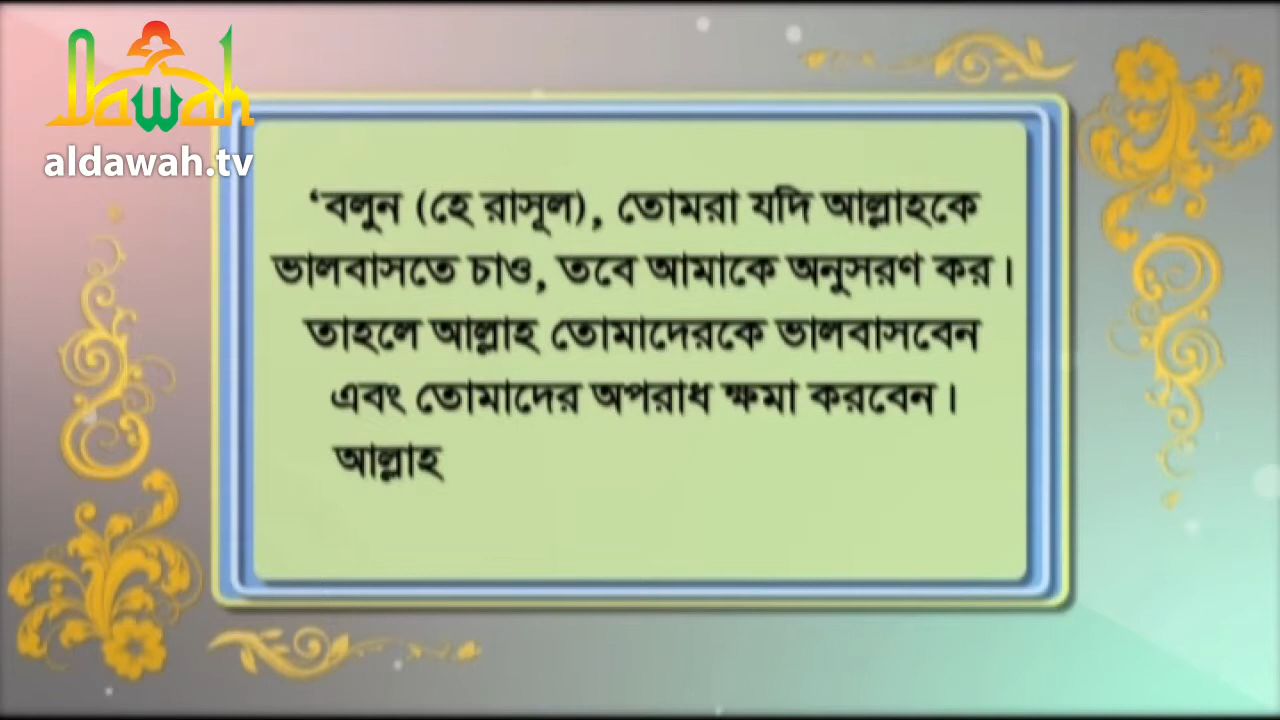 Dawah
aldawah.tv
‘বলুন (হে রাসূল), তোমরা যদি আল্লাহকে
ভালবাসতে চাও, তবে আমাকে অনুসরণ কর।
তাহলে আল্লাহ তোমাদেরকে ভালবাসবেন
এবং তোমাদের অপরাধ ক্ষমা করবেন।
আল্লাহ